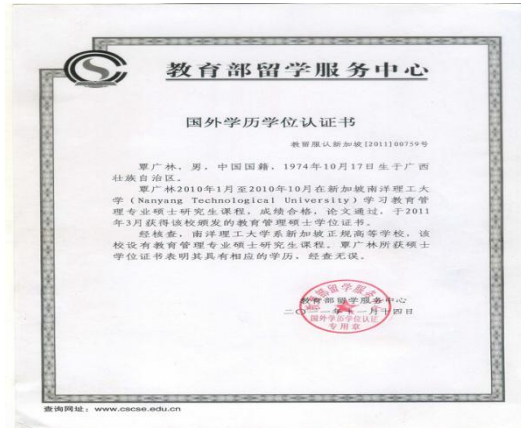 教育部留学服务中心
国外学历学位认证书
教留服认新加坡[2011]00759号
覃广林，男，中国国籍，1974年10月17日生于广西
壮族自治区。
覃广林2010年1月至2010年10月在新加坡南洋理工大
学（Nanyang Technological University）学习教育管
理专业硕士研究生课程，成绩合格，论文通过，于2011
年3月获得该校颁发的教育管理硕士学位证书。
经核查，南洋理工大学系新加坡正规高等学校，该
校设有教育管理专业硕士研究生课程。覃广林所获硕士
学位证书表明其具有相应的学历，经查无误。
教育部留学服务中心
二〇一一年十一月十四日
国外学历学位认证
专用章
查询网址：www.cscse.edu.cn